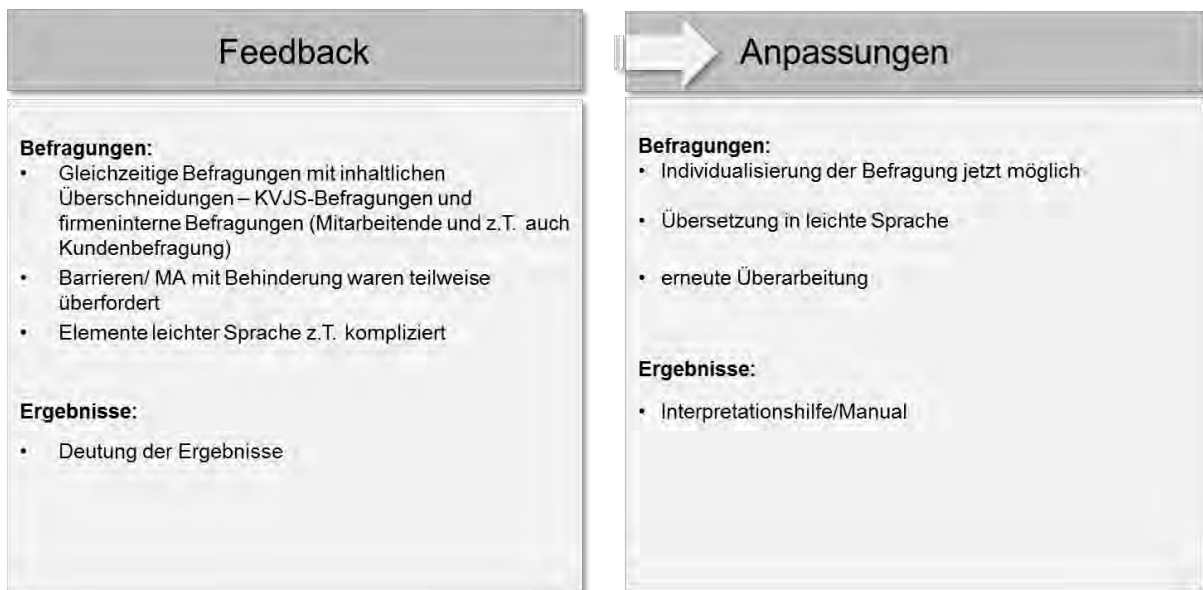 Feedback
Befragungen:
• Gleichzeitige Befragungen mit inhaltlichen
Überschneidungen – KVJS-Befragungen und
firmeninterne Befragungen (Mitarbeitende und z.T. auch
Kundenbefragung)
• Barrieren/ MA mit Behinderung waren teilweise
überfordert
• Elemente leichter Sprache z.T. kompliziert
Ergebnisse:
• Deutung der Ergebnisse
Anpassungen
Befragungen:
• Individualisierung der Befragung jetzt möglich
• Übersetzung in leichte Sprache
• erneute Überarbeitung
Ergebnisse:
• Interpretationshilfe/Manual